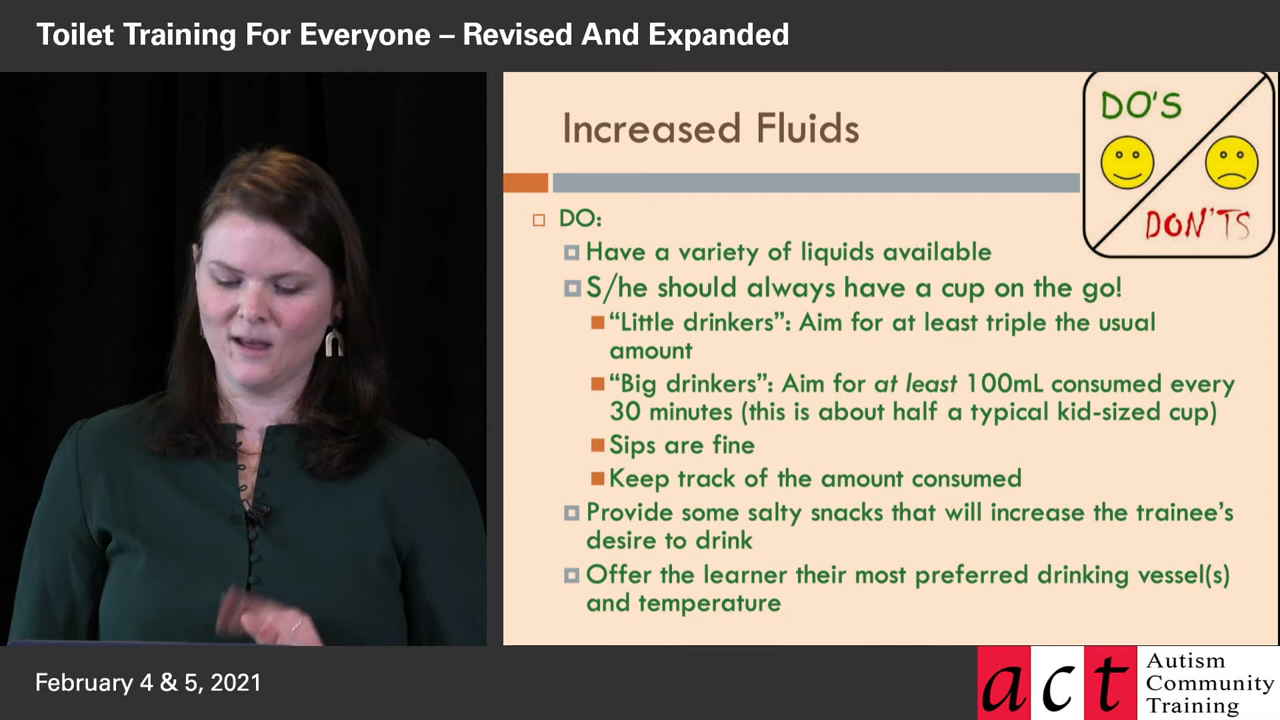 Toilet Training For Everyone – Revised And Expanded
Increased Fluids
DO'S
DON'TS
DO:
Have a variety of liquids available
S/he should always have a cup on the go!
“Little drinkers”: Aim for at least triple the usual
amount
“Big drinkers”: Aim for at least 100mL consumed every
30 minutes (this is about half a typical kid-sized cup)
Sips are fine
Keep track of the amount consumed
Provide some salty snacks that will increase the trainee’s
desire to drink
Offer the learner their most preferred drinking vessel(s)
and temperature
February 4 & 5, 2021
act
Autism
Community
Training